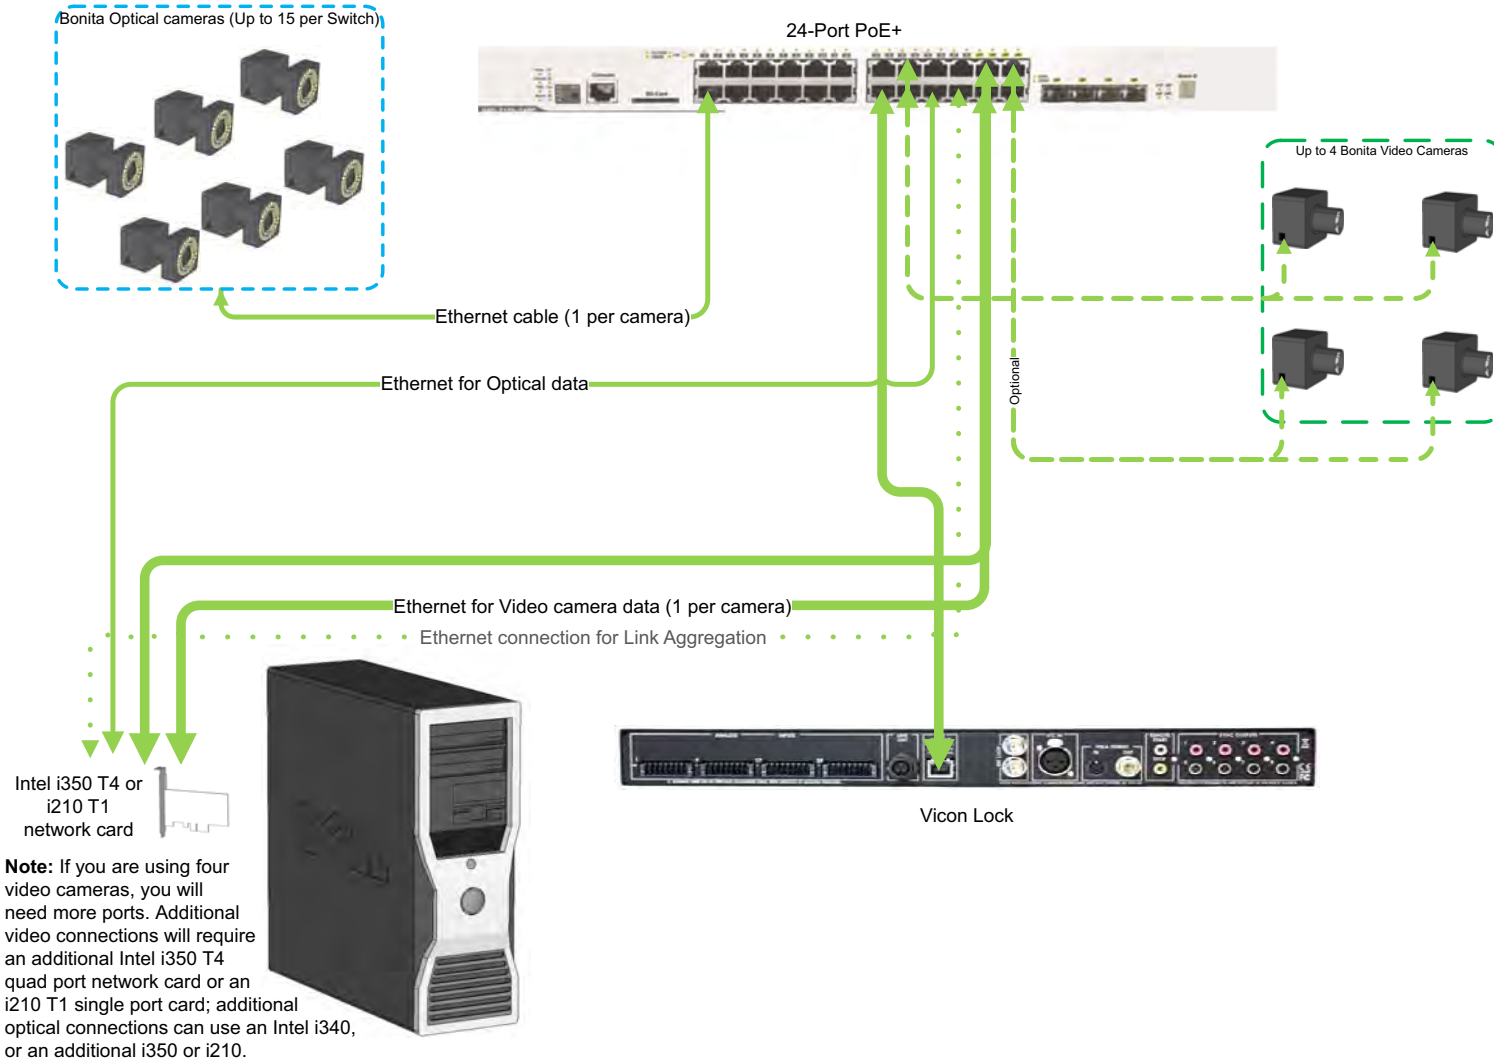 Bonita Optical cameras (Up to 15 per Switch)
24-Port PoE+
Up to 4 Bonita Video Cameras
Ethernet cable (1 per camera)
Ethernet for Optical data
Optional
Ethernet for Video camera data (1 per camera)
Ethernet connection for Link Aggregation
Intel i350 T4 or
i210 T1
network card
Vicon Lock
Note: If you are using four
video cameras, you will
need more ports. Additional
video connections will require
an additional Intel i350 T4
quad port network card or an
i210 T1 single port card; additional
optical connections can use an Intel i340,
or an additional i350 or i210.